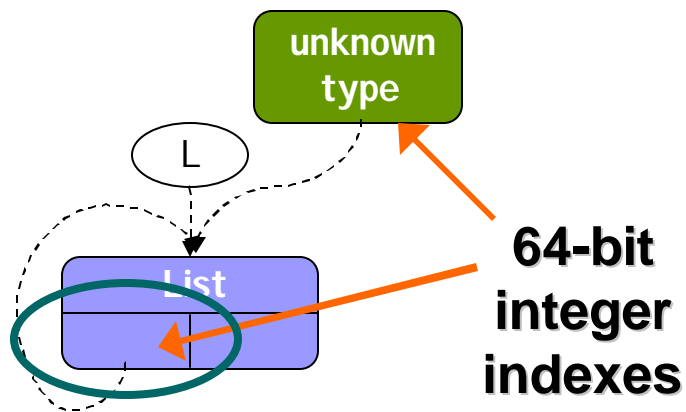 unknown
type
L
List
64-bit
integer
indexes